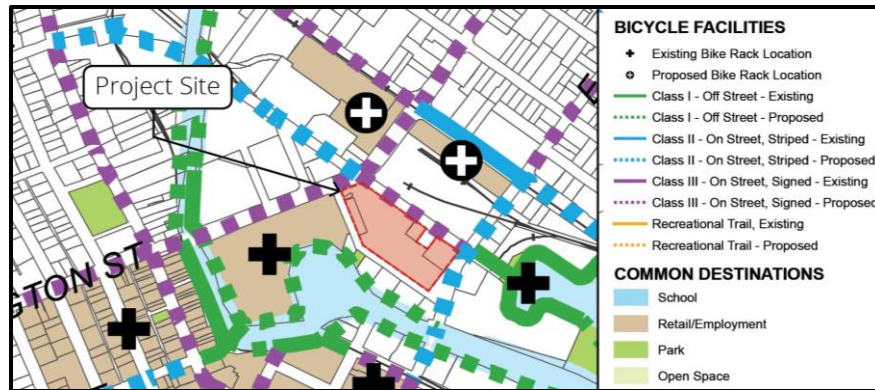 Project Site
GTON ST
E
BICYCLE FACILITIES
Existing Bike Rack Location
Proposed Bike Rack Location
Class I - Off Street - Existing
Class I - Off Street - Proposed
Class II - On Street, Striped - Existing
Class II - On Street, Striped - Proposed
Class III - On Street, Signed - Existing
Class III - On Street, Signed - Proposed
Recreational Trail, Existing
Recreational Trail - Proposed
COMMON DESTINATIONS
School
Retail/Employment
Park
Open Space